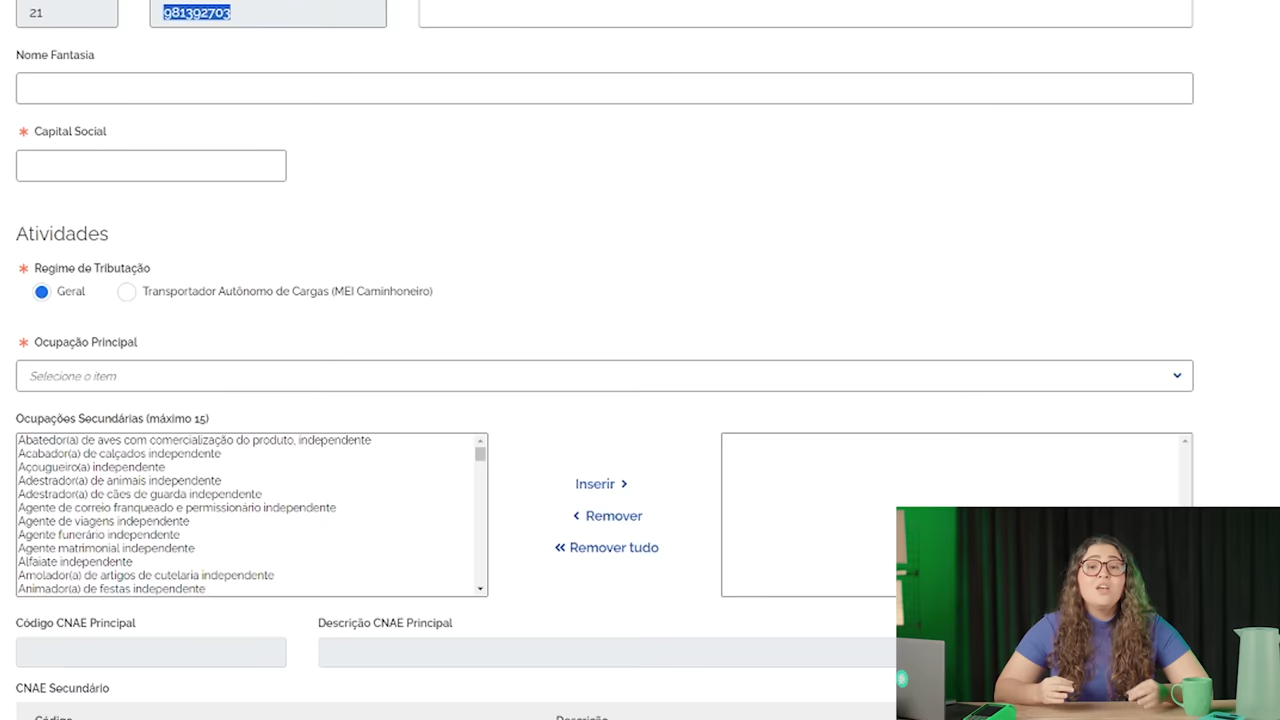 21
981392703
Nome Fantasia
* Capital Social
Atividades
* Regime de Tributação
Geral
Transportador Autônomo de Cargas (MEI Caminhoneiro)
* Ocupação Principal
Selecione o item
Ocupações Secundárias (máximo 15)
Abatedor(a) de aves com comercialização do produto, independente
Acabador(a) de calçados independente
Açougueiro(a) independente
Adestrador(a) de animais independente
Adestrador(a) de cães de guarda independente
Agente de correio franqueado e permissionário independente
Agente de viagens independente
Agente funerário independente
Agente matrimonial independente
Alfaiate independente
Amolador(a) de artigos de cutelaria independente
Animador(a) de festas independente
Inserir >
< Remover
<< Remover tudo
Código CNAE Principal
Descrição CNAE Principal
CNAE Secundário
Código
Descrição